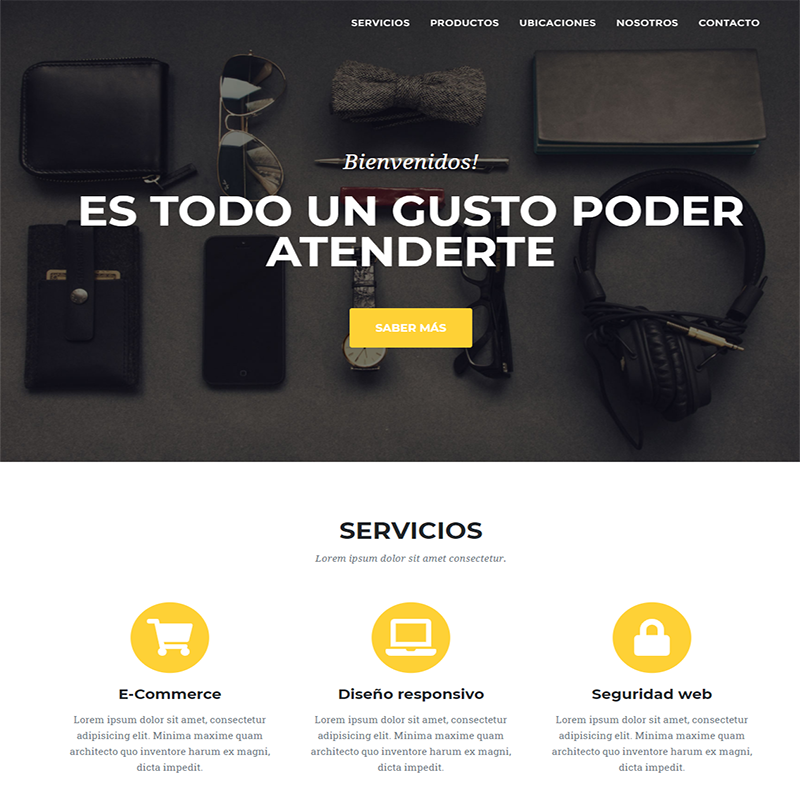 SERVICIOS PRODUCTOS UBICACIONES NOSOTROS CONTACTO
Bienvenidos!
ES TODO UN GUSTO PODER
ATENDERTE
SABER MÁS
SERVICIOS
Lorem ipsum dolor sit amet consectetur.
E-Commerce
Lorem ipsum dolor sit amet, consectetur
adipisicing elit. Minima maxime quam
architecto quo inventore harum ex magni,
dicta impedit.
Diseño responsivo
Lorem ipsum dolor sit amet, consectetur
adipisicing elit. Minima maxime quam
architecto quo inventore harum ex magni,
dicta impedit.
Seguridad web
Lorem ipsum dolor sit amet, consectetur
adipisicing elit. Minima maxime quam
architecto quo inventore harum ex magni,
dicta impedit.